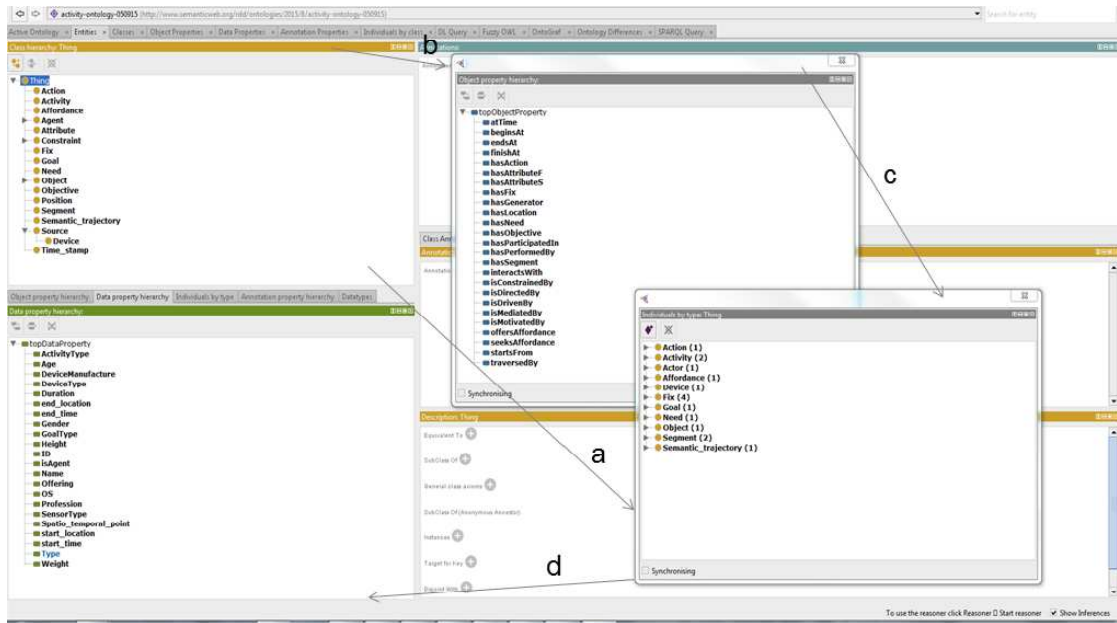 activity-ontology-050915 (http://www.semanticweb.org/rdd/ontologies/2015/8/activity-ontology-050915)
Search for entity
Active Ontology × Entities × Classes × Object Properties × Data Properties × Annotation Properties × Individuals by class × DL Query × Fuzzy OWL × OntoGraf × Ontology Differences × SPARQL Query ×
Class hierarchy: Thing
Thing
Action
Activity
Affordance
Agent
Attribute
Constraint
Fix
Goal
Need
Object
Objective
Position
Segment
Semantic_trajectory
Source
Device
Time_stamp
Object property hierarchy Data property hierarchy Individuals by type Annotation property hierarchy Datatypes
Data property hierarchy:
topDataProperty
ActivityType
Age
DeviceManufacture
DeviceType
Duration
end_location
end_time
Gender
GoalType
Height
ID
isAgent
Name
Offering
OS
Profession
SensorType
Spatio_temporal_point
start_location
start_time
Type
Weight
b
Object property hierarchy:
topObjectProperty
atTime
beginsAt
endsAt
finishAt
hasAction
hasAttributeF
hasAttributeS
hasFix
hasGenerator
hasLocation
hasNeed
hasObjective
hasParticipatedIn
hasPerformedBy
hasSegment
interactsWith
isConstrainedBy
isDirectedBy
isDrivenBy
isMediatedBy
isMotivatedBy
offersAffordance
seeksAffordance
startsFrom
traversedBy
Synchronising
c
Individuals by type: Thing
Action (1)
Activity (2)
Actor (1)
Affordance (1)
Device (1)
Fix (4)
Goal (1)
Need (1)
Object (1)
Segment (2)
Semantic_trajectory (1)
Synchronising
Description: Thing
Equivalent To
SubClass Of
General class axioms
SubClass Of (Anonymous Ancestor)
Instances
Target for Key
Disjoint With
a
d
To use the reasoner click Reasoner Start reasoner Show Inferences